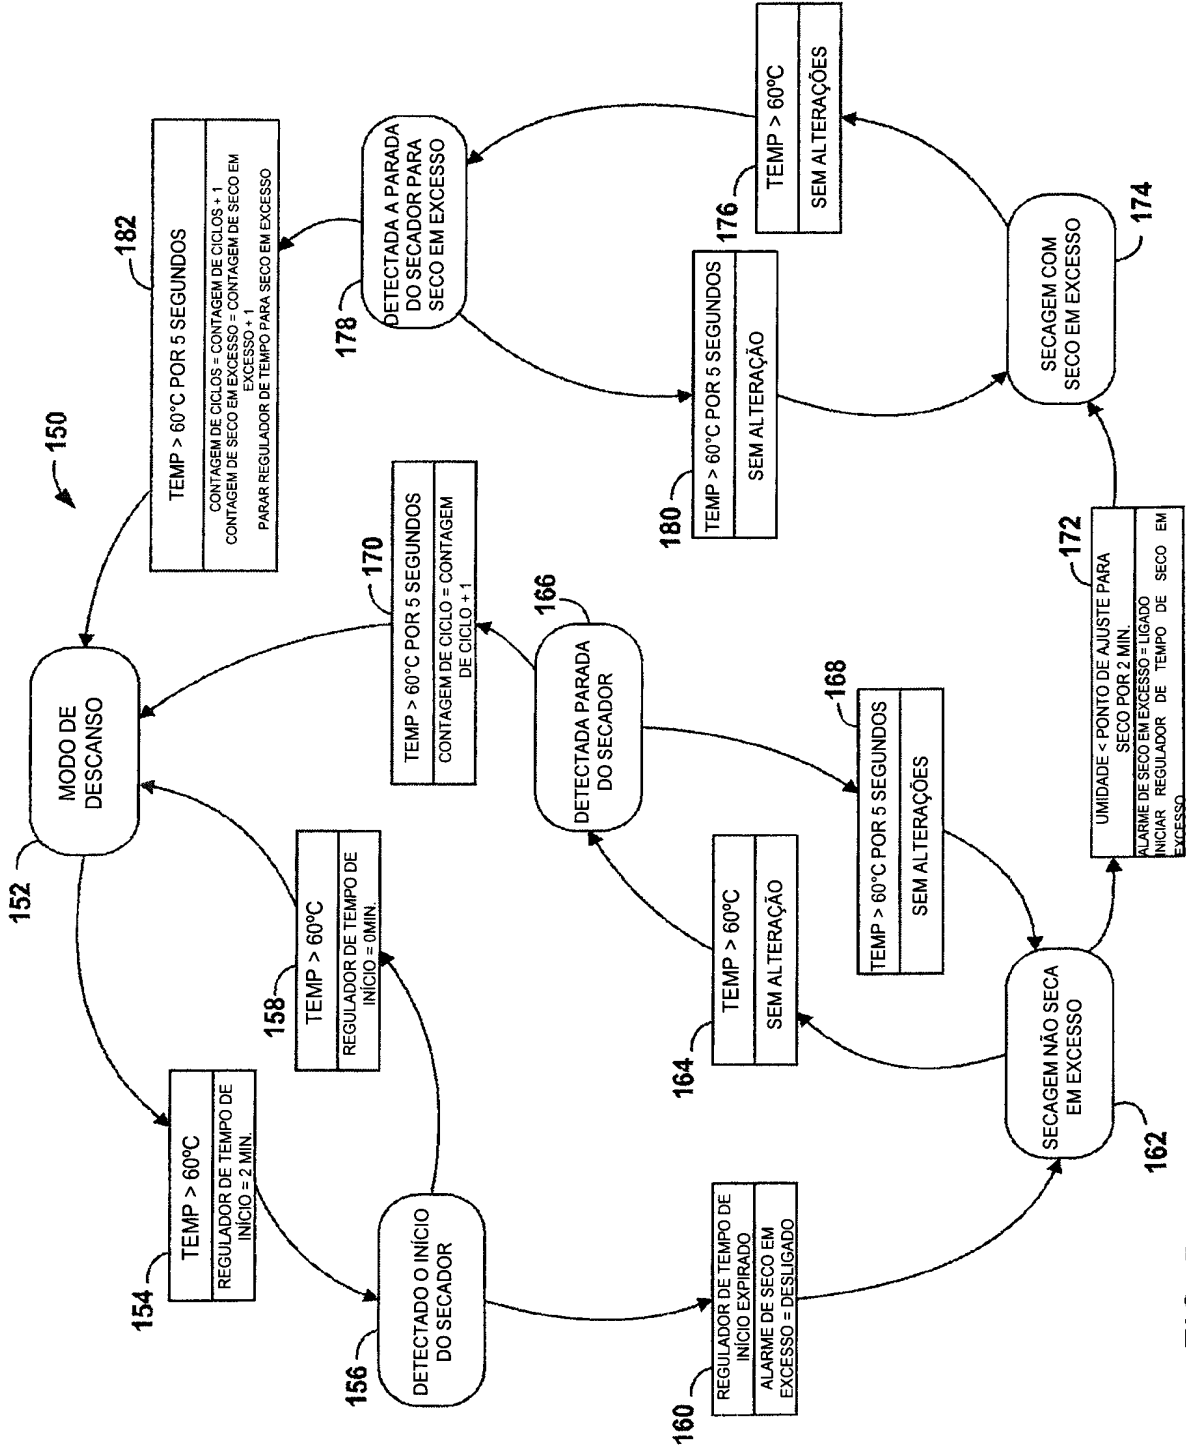 150
MODO DE
DESCANSO
152
TEMP > 60°C
REGULADOR DE TEMPO DE
INÍCIO = 2 MIN.
154
DETECTADO O INÍCIO
DO SECADOR
156
TEMP > 60ºC
REGULADOR DE TEMPO DE
INÍCIO = 0MIN.
158
REGULADOR DE TEMPO DE
INÍCIO EXPIRADO
ALARME DE SECO EM
EXCESSO = DESLIGADO
160
SECAGEM NÃO SECA
EM EXCESSO
162
TEMP > 60ºC
SEM ALTERAÇÃO
164
DETECTADA PARADA
DO SECADOR
166
TEMP > 60°C POR 5 SEGUNDOS
SEM ALTERAÇÕES
168
TEMP > 60°C POR 5 SEGUNDOS
CONTAGEM DE CICLO = CONTAGEM
DE CICLO + 1
170
UMIDADE < PONTO DE AJUSTE PARA
SECO POR 2 MIN.
ALARME DE SECO EM EXCESSO = LIGADO
INICIAR REGULADOR DE TEMPO DE SECO EM
EXCESSO
172
SECAGEM COM
SECO EM EXCESSO
174
TEMP > 60ºC
SEM ALTERAÇÕES
176
DETECTADA A PARADA
DO SECADOR PARA
SECO EM EXCESSO
178
TEMP > 60°C POR 5 SEGUNDOS
SEM ALTERAÇÃO
180
TEMP > 60°C POR 5 SEGUNDOS
CONTAGEM DE CICLOS = CONTAGEM DE CICLOS + 1
CONTAGEM DE SECO EM EXCESSO = CONTAGEM DE SECO EM
EXCESSO + 1
PARAR REGULADOR DE TEMPO PARA SECO EM EXCESSO
182